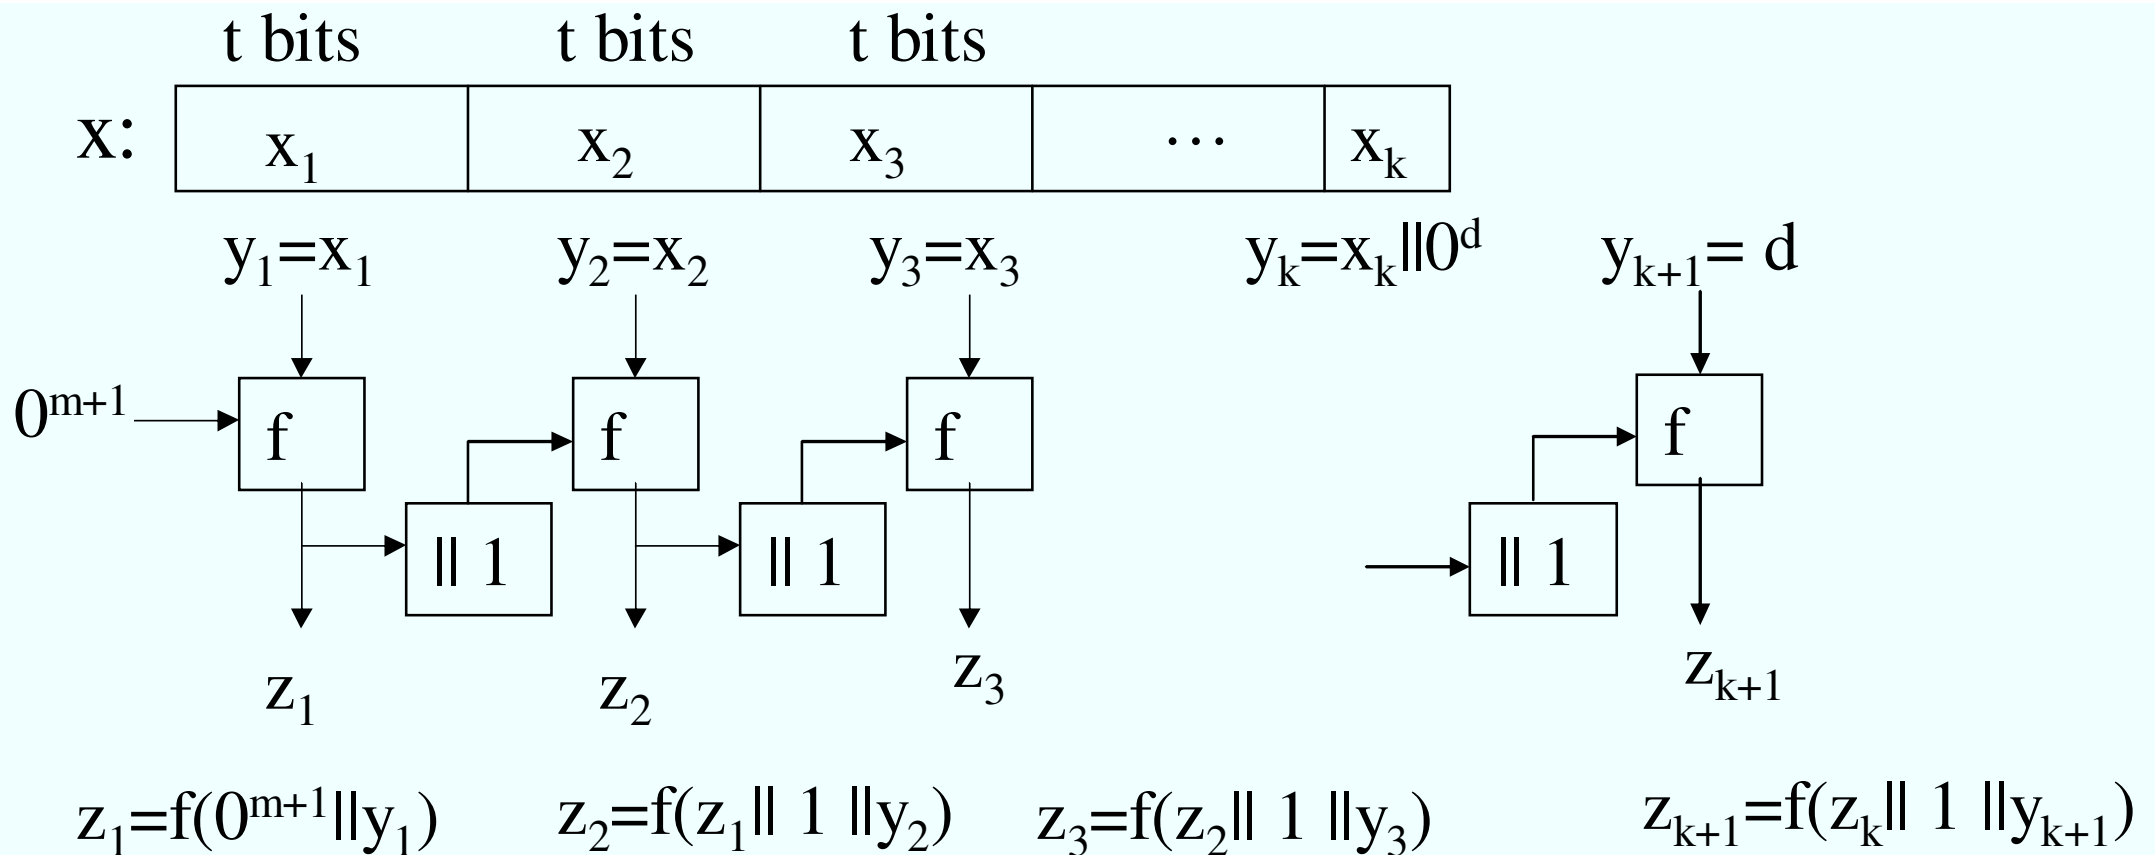 t bits t bits t bits
x: x₁ x₂ x₃ ⋯ xₖ
y₁=x₁ y₂=x₂ y₃=x₃ yₖ=xₖ‖0ᵈ yₖ₊₁= d
0ᵐ⁺¹ f f f f
‖ 1 ‖ 1 ‖ 1
z₁ z₂ z₃ zₖ₊₁
z₁=f(0ᵐ⁺¹‖y₁) z₂=f(z₁‖ 1 ‖y₂) z₃=f(z₂‖ 1 ‖y₃) zₖ₊₁=f(zₖ‖ 1 ‖yₖ₊₁)